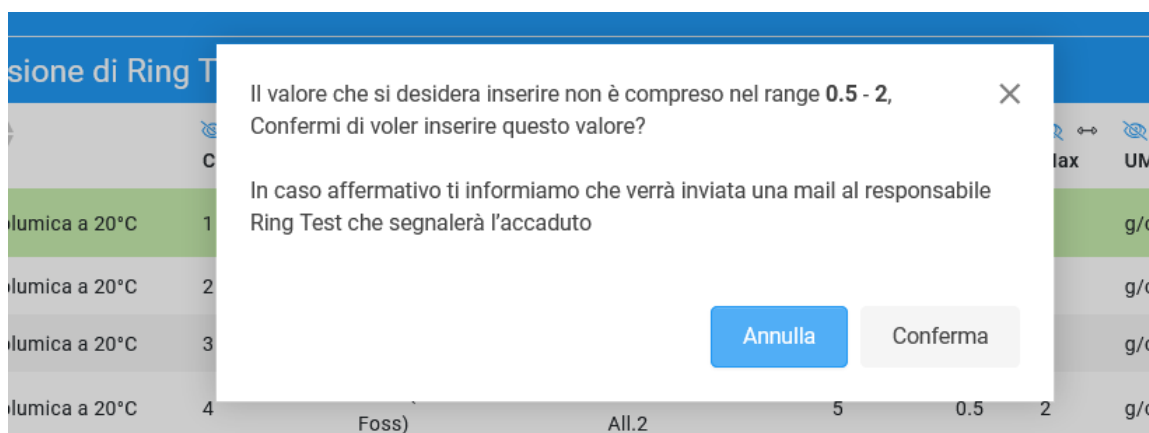 sione di Ring T
Il valore che si desidera inserire non è compreso nel range 0.5 - 2,
Confermi di voler inserire questo valore?
In caso affermativo ti informiamo che verrà inviata una mail al responsabile
Ring Test che segnalerà l'accaduto
Annulla Conferma
C lax UM
lumica a 20°C 1 g/
lumica a 20°C 2 g/
lumica a 20°C 3 g/
lumica a 20°C 4 Foss) All.2 5 0.5 2 g/